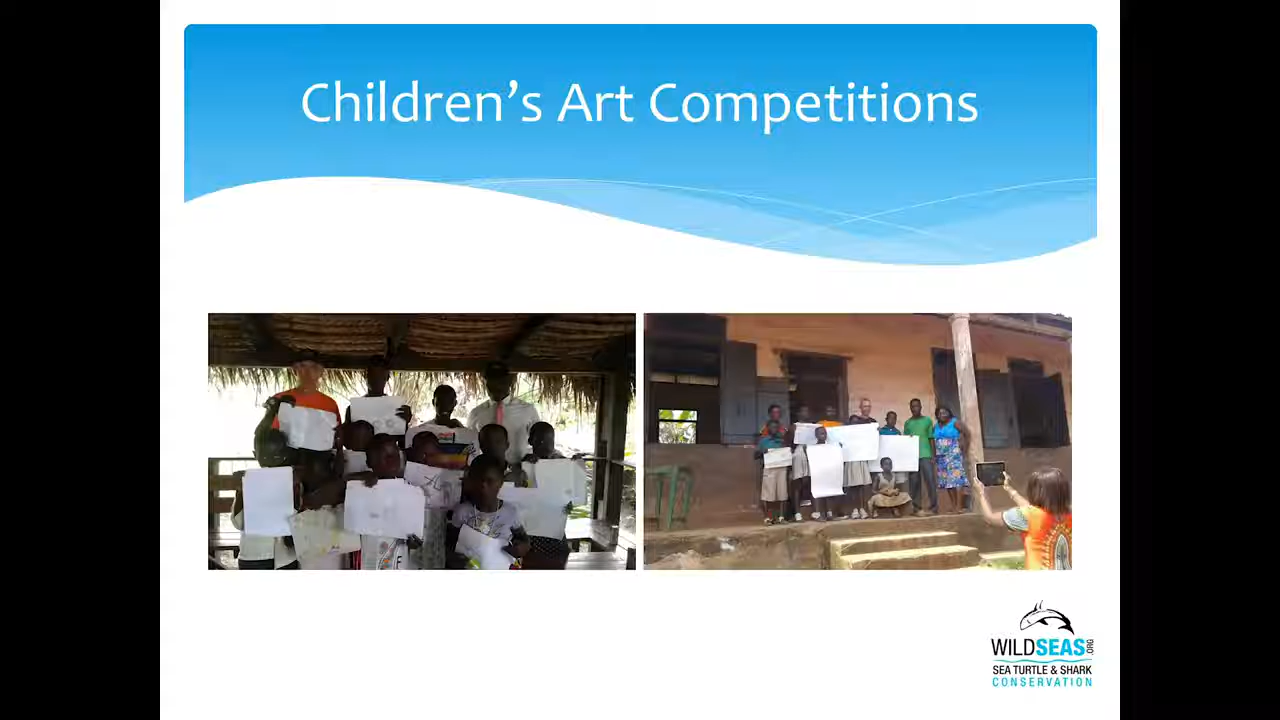 Children’s Art Competitions
WILDSEAS.ORG
SEA TURTLE & SHARK
CONSERVATION